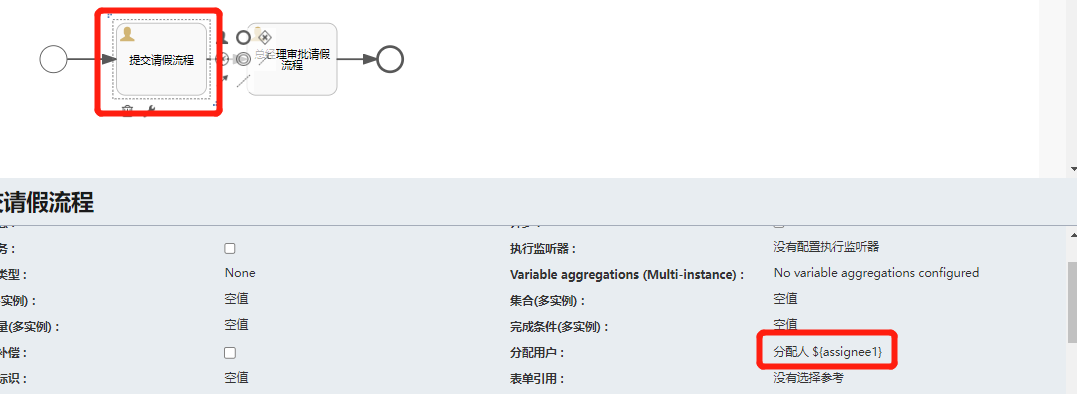 提交请假流程
总经理审批请假
流程
请假流程
务：
执行监听器：
没有配置执行监听器
类型：
None
Variable aggregations (Multi-instance)：
No variable aggregations configured
实例)：
空值
集合(多实例)：
空值
量(多实例)：
空值
完成条件(多实例)：
空值
补偿：
分配用户：
分配人 ${assignee1}
标识：
空值
表单引用：
没有选择参考